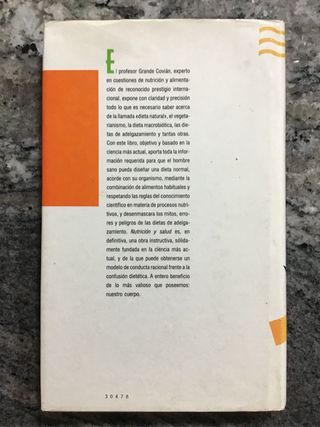 El profesor Grande Covián, experto
en cuestiones de nutrición y alimenta-
ción de reconocido prestigio interna-
cional, expone con claridad y precisión
todo lo que es necesario saber acerca
de la llamada «dieta natural», el vegeta-
rianismo, la dieta macrobiótica, las die-
tas de adelgazamiento y tantas otras.
Con este libro, objetivo y basado en la
ciencia más actual, aporta toda la infor-
mación requerida para que el hombre
sano pueda diseñar una dieta normal,
acorde con su organismo, mediante la
combinación de alimentos habituales y
respetando las reglas del conocimiento
científico en materia de procesos nutri-
tivos, y desenmascara los mitos, erro-
res y peligros de las dietas de adelga-
zamiento. Nutrición y salud es, en
definitiva, una obra instructiva, sólida-
mente fundada en la ciència más act-
ual, y de la que puede obtenerse un
modelo de conducta racional frente a la
confusión dietética. A entero beneficio
de lo más valioso que poseemos:
nuestro cuerpo.
30478